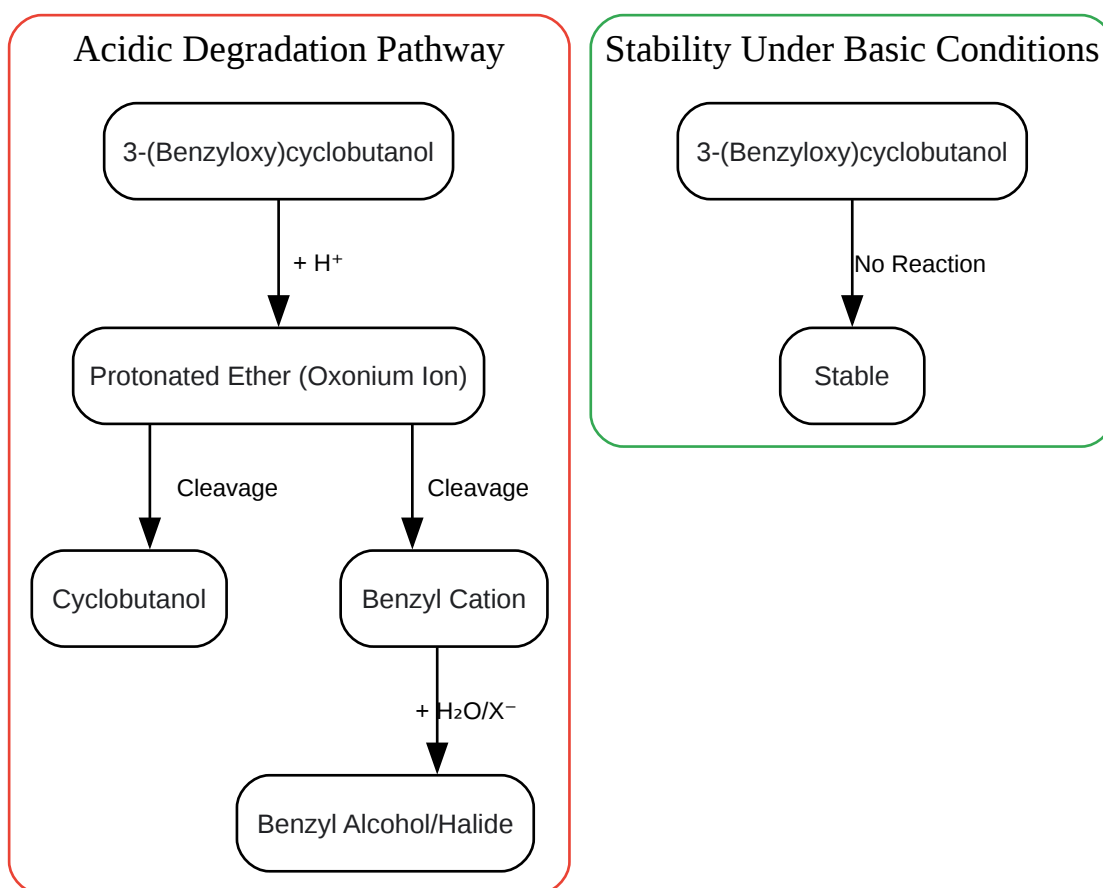 Acidic Degradation Pathway
3-(Benzyloxy)cyclobutanol
+ H⁺
Protonated Ether (Oxonium Ion)
Cleavage
Cleavage
Cyclobutanol
Benzyl Cation
+ H₂O/X⁻
Benzyl Alcohol/Halide
Stability Under Basic Conditions
3-(Benzyloxy)cyclobutanol
No Reaction
Stable